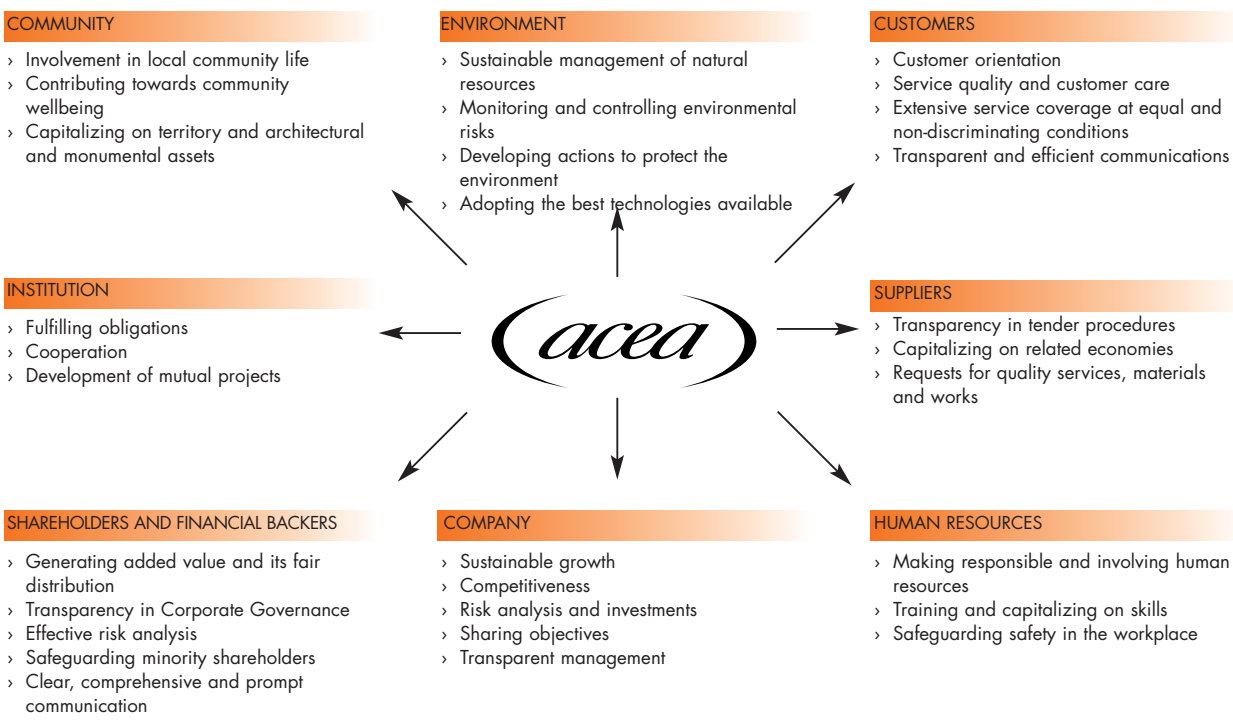 COMMUNITY
› Involvement in local community life
› Contributing towards community
wellbeing
› Capitalizing on territory and architectural
and monumental assets
ENVIRONMENT
› Sustainable management of natural
resources
› Monitoring and controlling environmental
risks
› Developing actions to protect the
environment
› Adopting the best technologies available
CUSTOMERS
› Customer orientation
› Service quality and customer care
› Extensive service coverage at equal and
non-discriminating conditions
› Transparent and efficient communications
INSTITUTION
› Fulfilling obligations
› Cooperation
› Development of mutual projects
(acea)
SUPPLIERS
› Transparency in tender procedures
› Capitalizing on related economies
› Requests for quality services, materials
and works
SHAREHOLDERS AND FINANCIAL BACKERS
› Generating added value and its fair
distribution
› Transparency in Corporate Governance
› Effective risk analysis
› Safeguarding minority shareholders
› Clear, comprehensive and prompt
communication
COMPANY
› Sustainable growth
› Competitiveness
› Risk analysis and investments
› Sharing objectives
› Transparent management
HUMAN RESOURCES
› Making responsible and involving human
resources
› Training and capitalizing on skills
› Safeguarding safety in the workplace